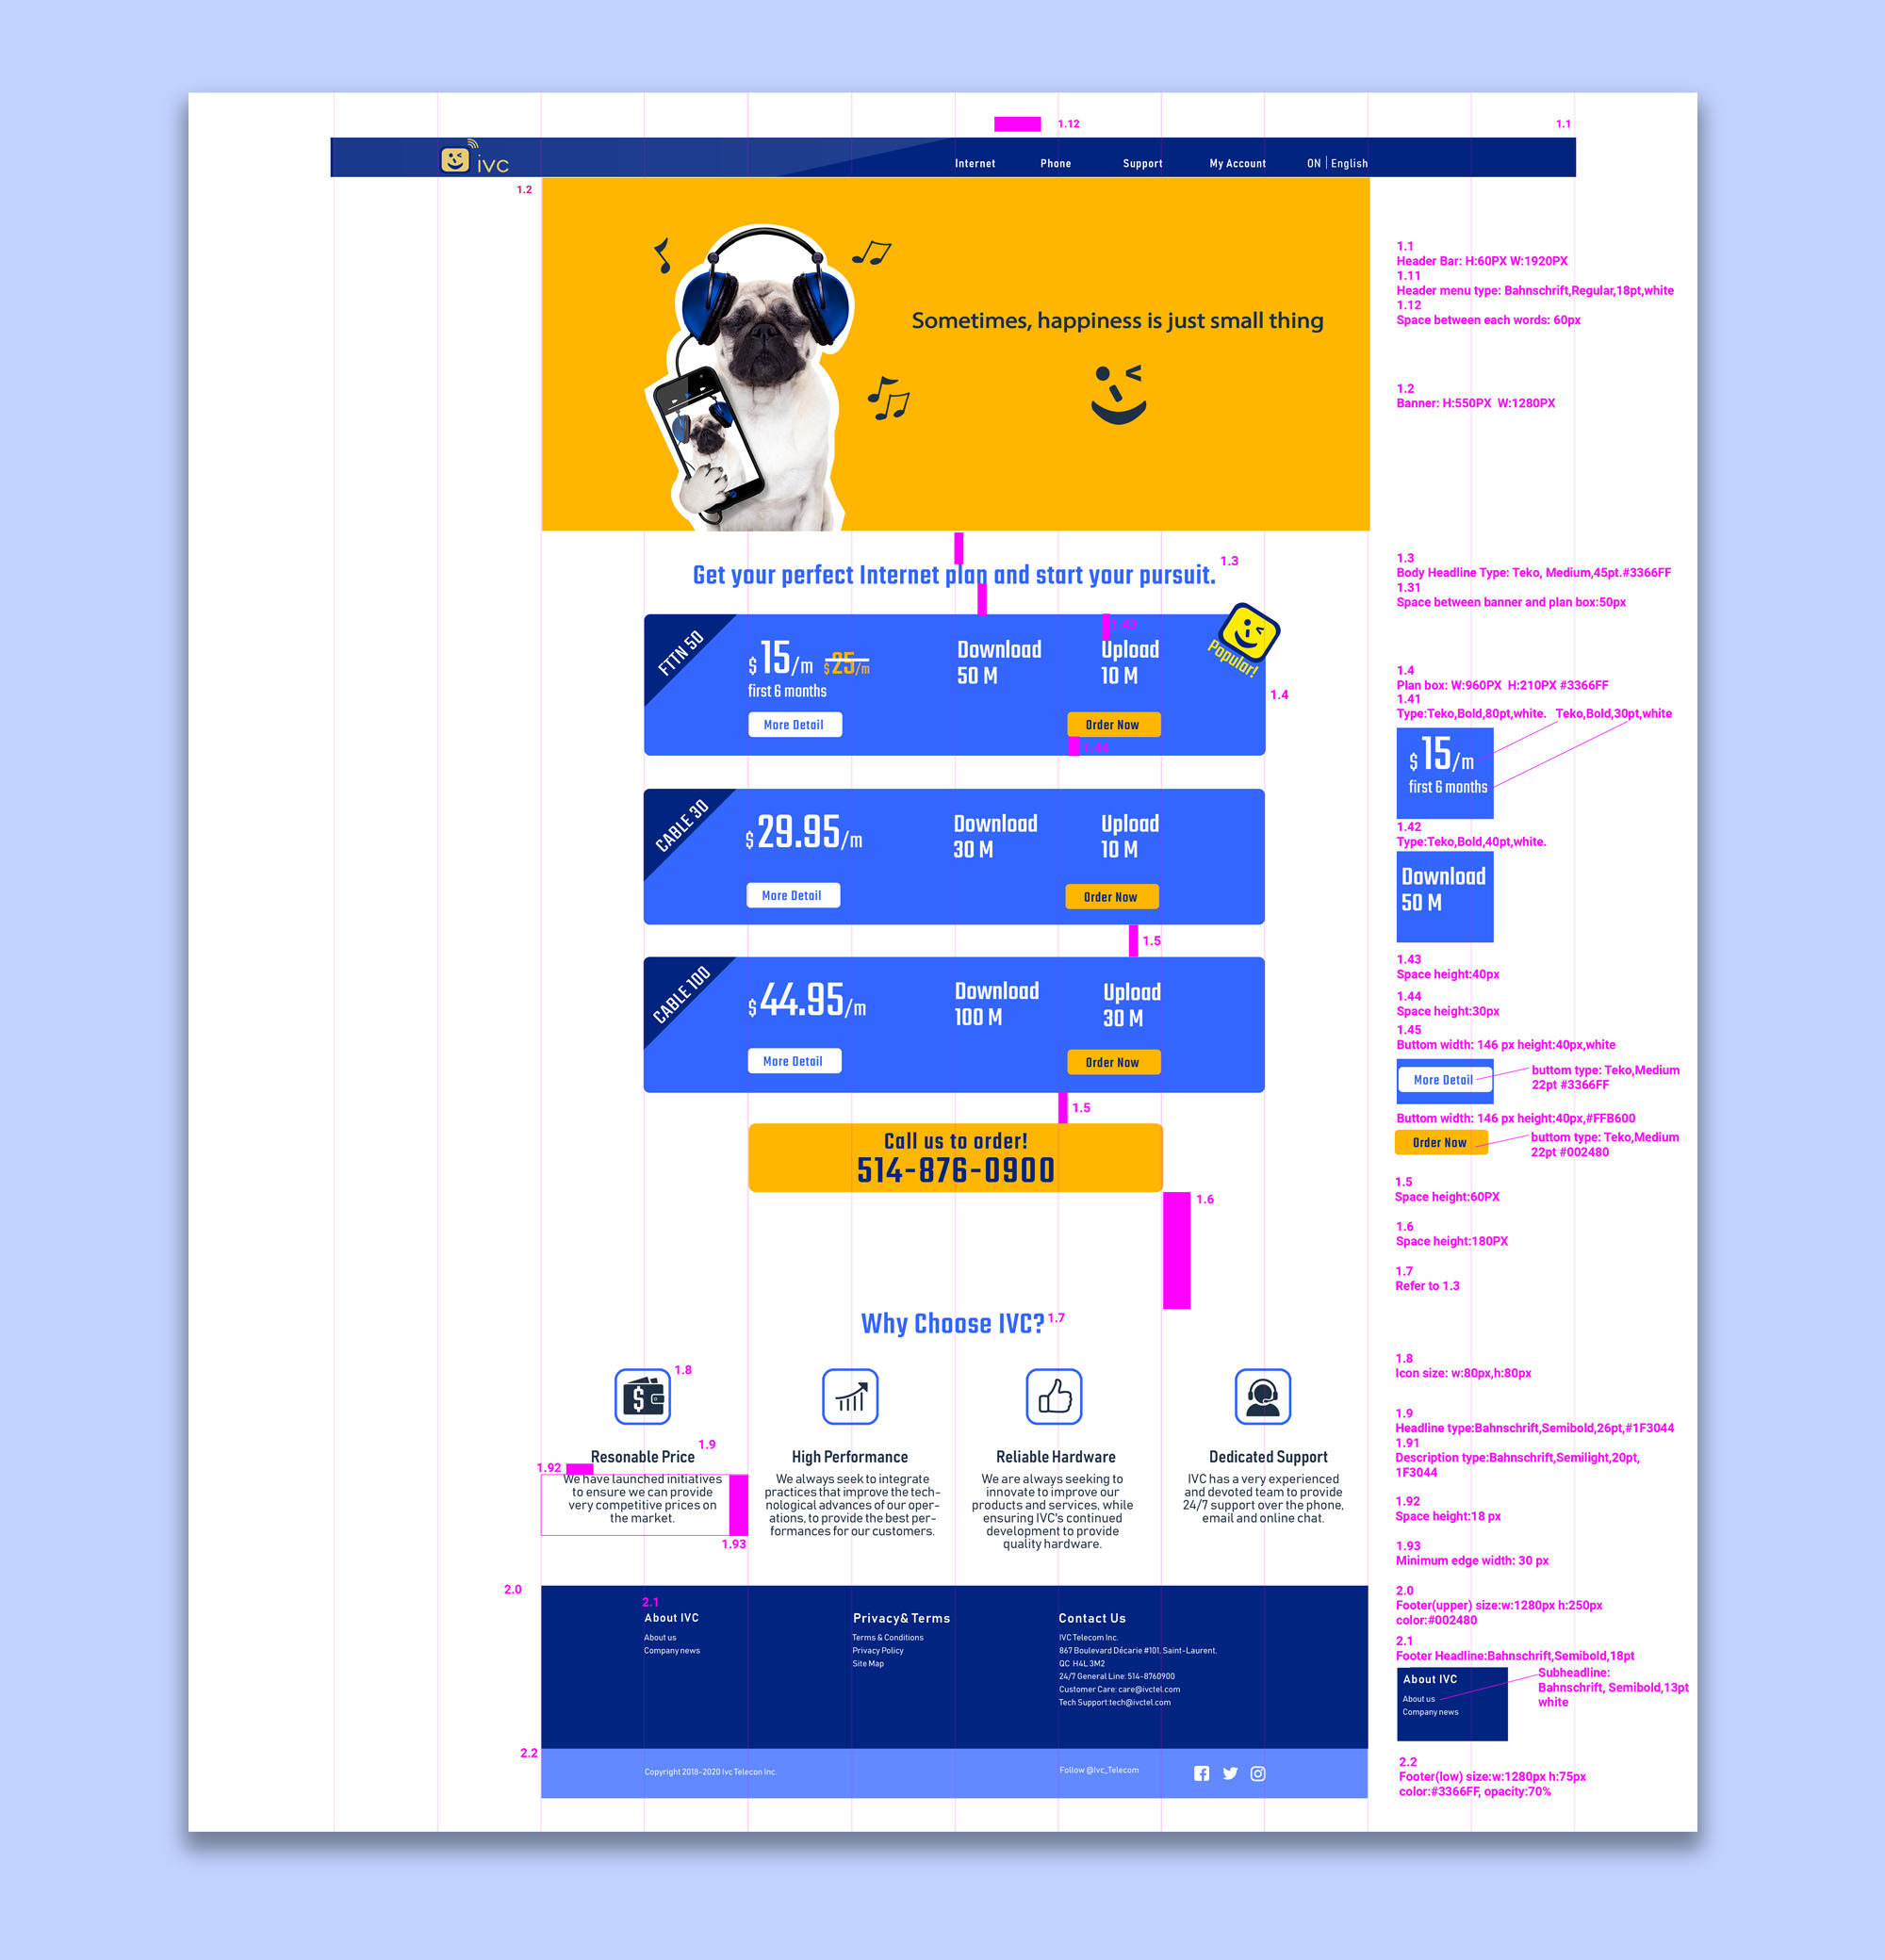 1.12
1.1
ivc
Internet
Phone
Support
My Account
ON | English
1.2
Sometimes, happiness is just small thing
1.1
Header Bar: H:60PX W:1920PX
1.11
Header menu type: Bahnschrift,Regular,18pt,white
1.12
Space between each words: 60px
1.2
Banner: H:550PX W:1280PX
Get your perfect Internet plan and start your pursuit.
1.3
1.3
Body Headline Type: Teko, Medium,45pt.#3366FF
1.31
Space between banner and plan box:50px
FTTN 50
$15/m $25/m
first 6 months
More Detail
Download
50 M
1.43
Upload
10 M
Order Now
1.44
Popular!
1.4
1.4
Plan box: W:960PX H:210PX #3366FF
1.41
Type:Teko,Bold,80pt,white. Teko,Bold,30pt,white
$15/m
first 6 months
1.42
Type:Teko,Bold,40pt,white.
Download
50 M
CABLE 30
$29.95/m
More Detail
Download
30 M
Upload
10 M
Order Now
1.5
1.43
Space height:40px
1.44
Space height:30px
1.45
Buttom width: 146 px height:40px,white
More Detail
buttom type: Teko,Medium
22pt #3366FF
Buttom width: 146 px height:40px,#FFB600
Order Now
buttom type: Teko,Medium
22pt #002480
CABLE 100
$44.95/m
More Detail
Download
100 M
Upload
30 M
Order Now
1.5
Call us to order!
514-876-0900
1.6
1.5
Space height:60PX
1.6
Space height:180PX
1.7
Refer to 1.3
Why Choose IVC?
1.7
1.8
1.8
Icon size: w:80px,h:80px
Resonable Price
1.9
1.92
We have launched initiatives
to ensure we can provide
very competitive prices on
the market.
1.93
High Performance
We always seek to integrate
practices that improve the tech-
nological advances of our oper-
ations, to provide the best per-
formances for our customers.
Reliable Hardware
We are always seeking to
innovate to improve our
products and services, while
ensuring IVC's continued
development to provide
quality hardware.
Dedicated Support
IVC has a very experienced
and devoted team to provide
24/7 support over the phone,
email and online chat.
1.9
Headline type:Bahnschrift,Semibold,26pt,#1F3044
1.91
Description type:Bahnschrift,Semilight,20pt,
1F3044
1.92
Space height:18 px
1.93
Minimum edge width: 30 px
2.0
2.1
About IVC
About us
Company news
Privacy& Terms
Terms & Conditions
Privacy Policy
Site Map
Contact Us
IVC Telecom Inc.
867 Boulevard Décarie #101, Saint-Laurent,
QC H4L 3M2
24/7 General Line: 514-8760900
Customer Care: care@ivctel.com
Tech Support:tech@ivctel.com
2.0
Footer(upper) size:w:1280px h:250px
color:#002480
2.1
Footer Headline:Bahnschrift,Semibold,18pt
About IVC
About us
Company news
Subheadline:
Bahnschrift, Semibold,13pt
white
2.2
Copyright 2018-2020 Ivc Telecon Inc.
Follow @Ivc_Telecom
2.2
Footer(low) size:w:1280px h:75px
color:#3366FF, opacity:70%